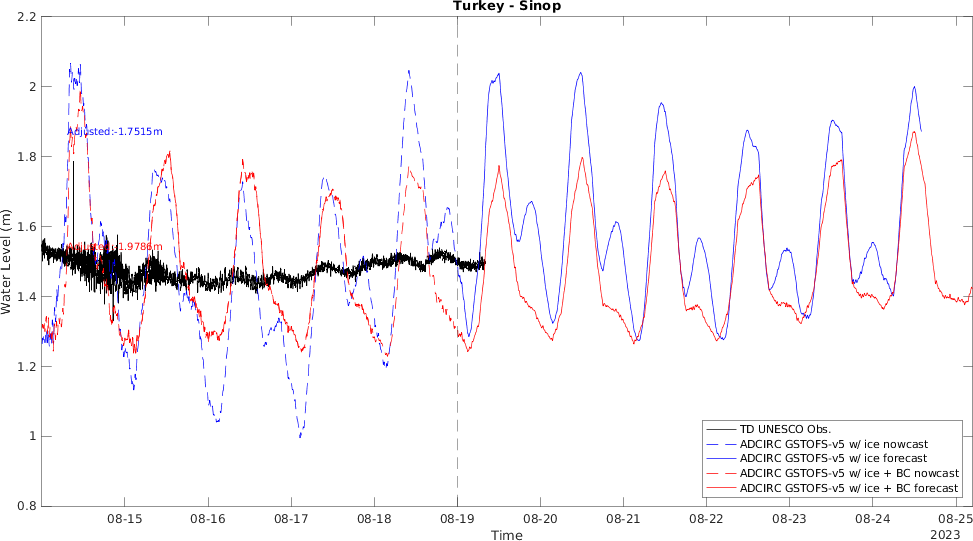 Turkey - Sinop
2.2
2
1.8
1.6
1.4
1.2
1
0.8
Water Level (m)
Adjusted:-1.7515m
Adjusted:-1.9786m
TD UNESCO Obs.
ADCIRC GSTOFS-v5 w/ ice nowcast
ADCIRC GSTOFS-v5 w/ ice forecast
ADCIRC GSTOFS-v5 w/ ice + BC nowcast
ADCIRC GSTOFS-v5 w/ ice + BC forecast
08-15 08-16 08-17 08-18 08-19 08-20 08-21 08-22 08-23 08-24 08-25
Time
2023